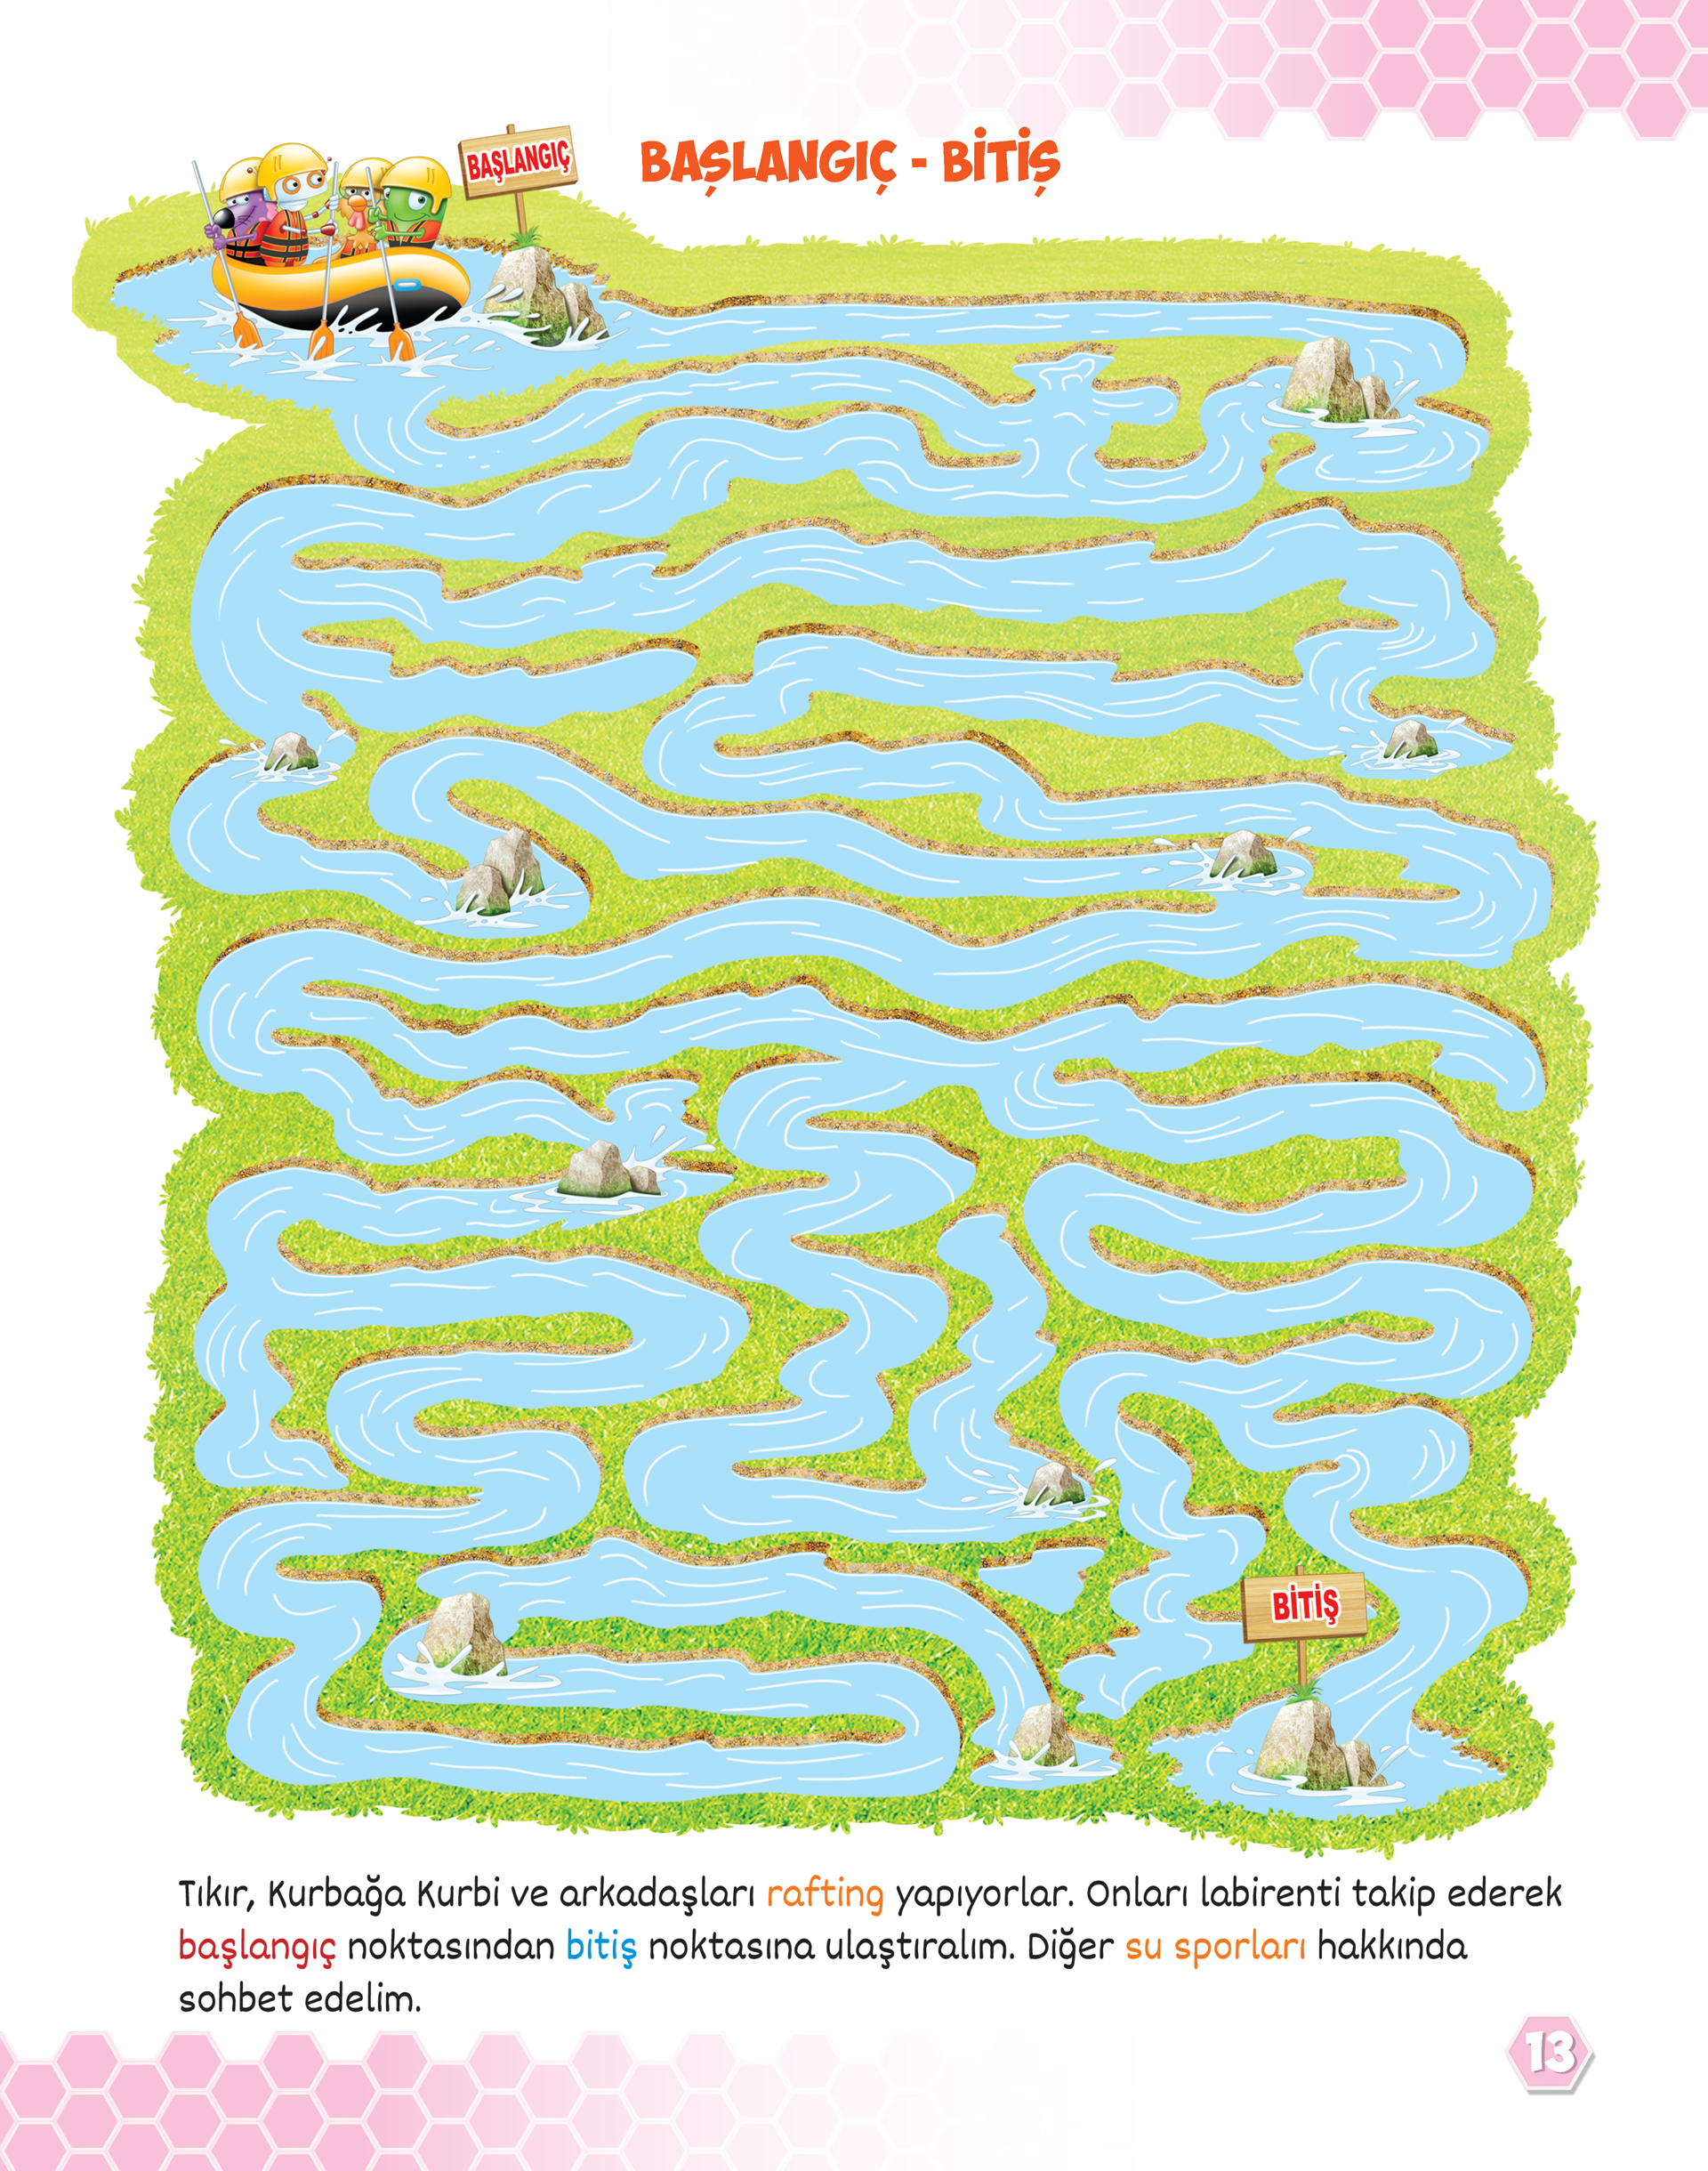 BAŞLANGIÇ
BAŞLANGIÇ - BİTİŞ
BİTİŞ
Tıkır, Kurbağa Kurbi ve arkadaşları rafting yapıyorlar. Onları labirenti takip ederek
başlangıç noktasından bitiş noktasına ulaştıralım. Diğer su sporları hakkında
sohbet edelim.
13